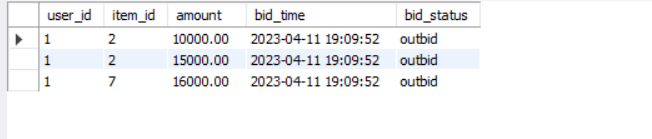 user_id item_id amount bid_time bid_status
1 2 10000.00 2023-04-11 19:09:52 outbid
1 2 15000.00 2023-04-11 19:09:52 outbid
1 7 16000.00 2023-04-11 19:09:52 outbid